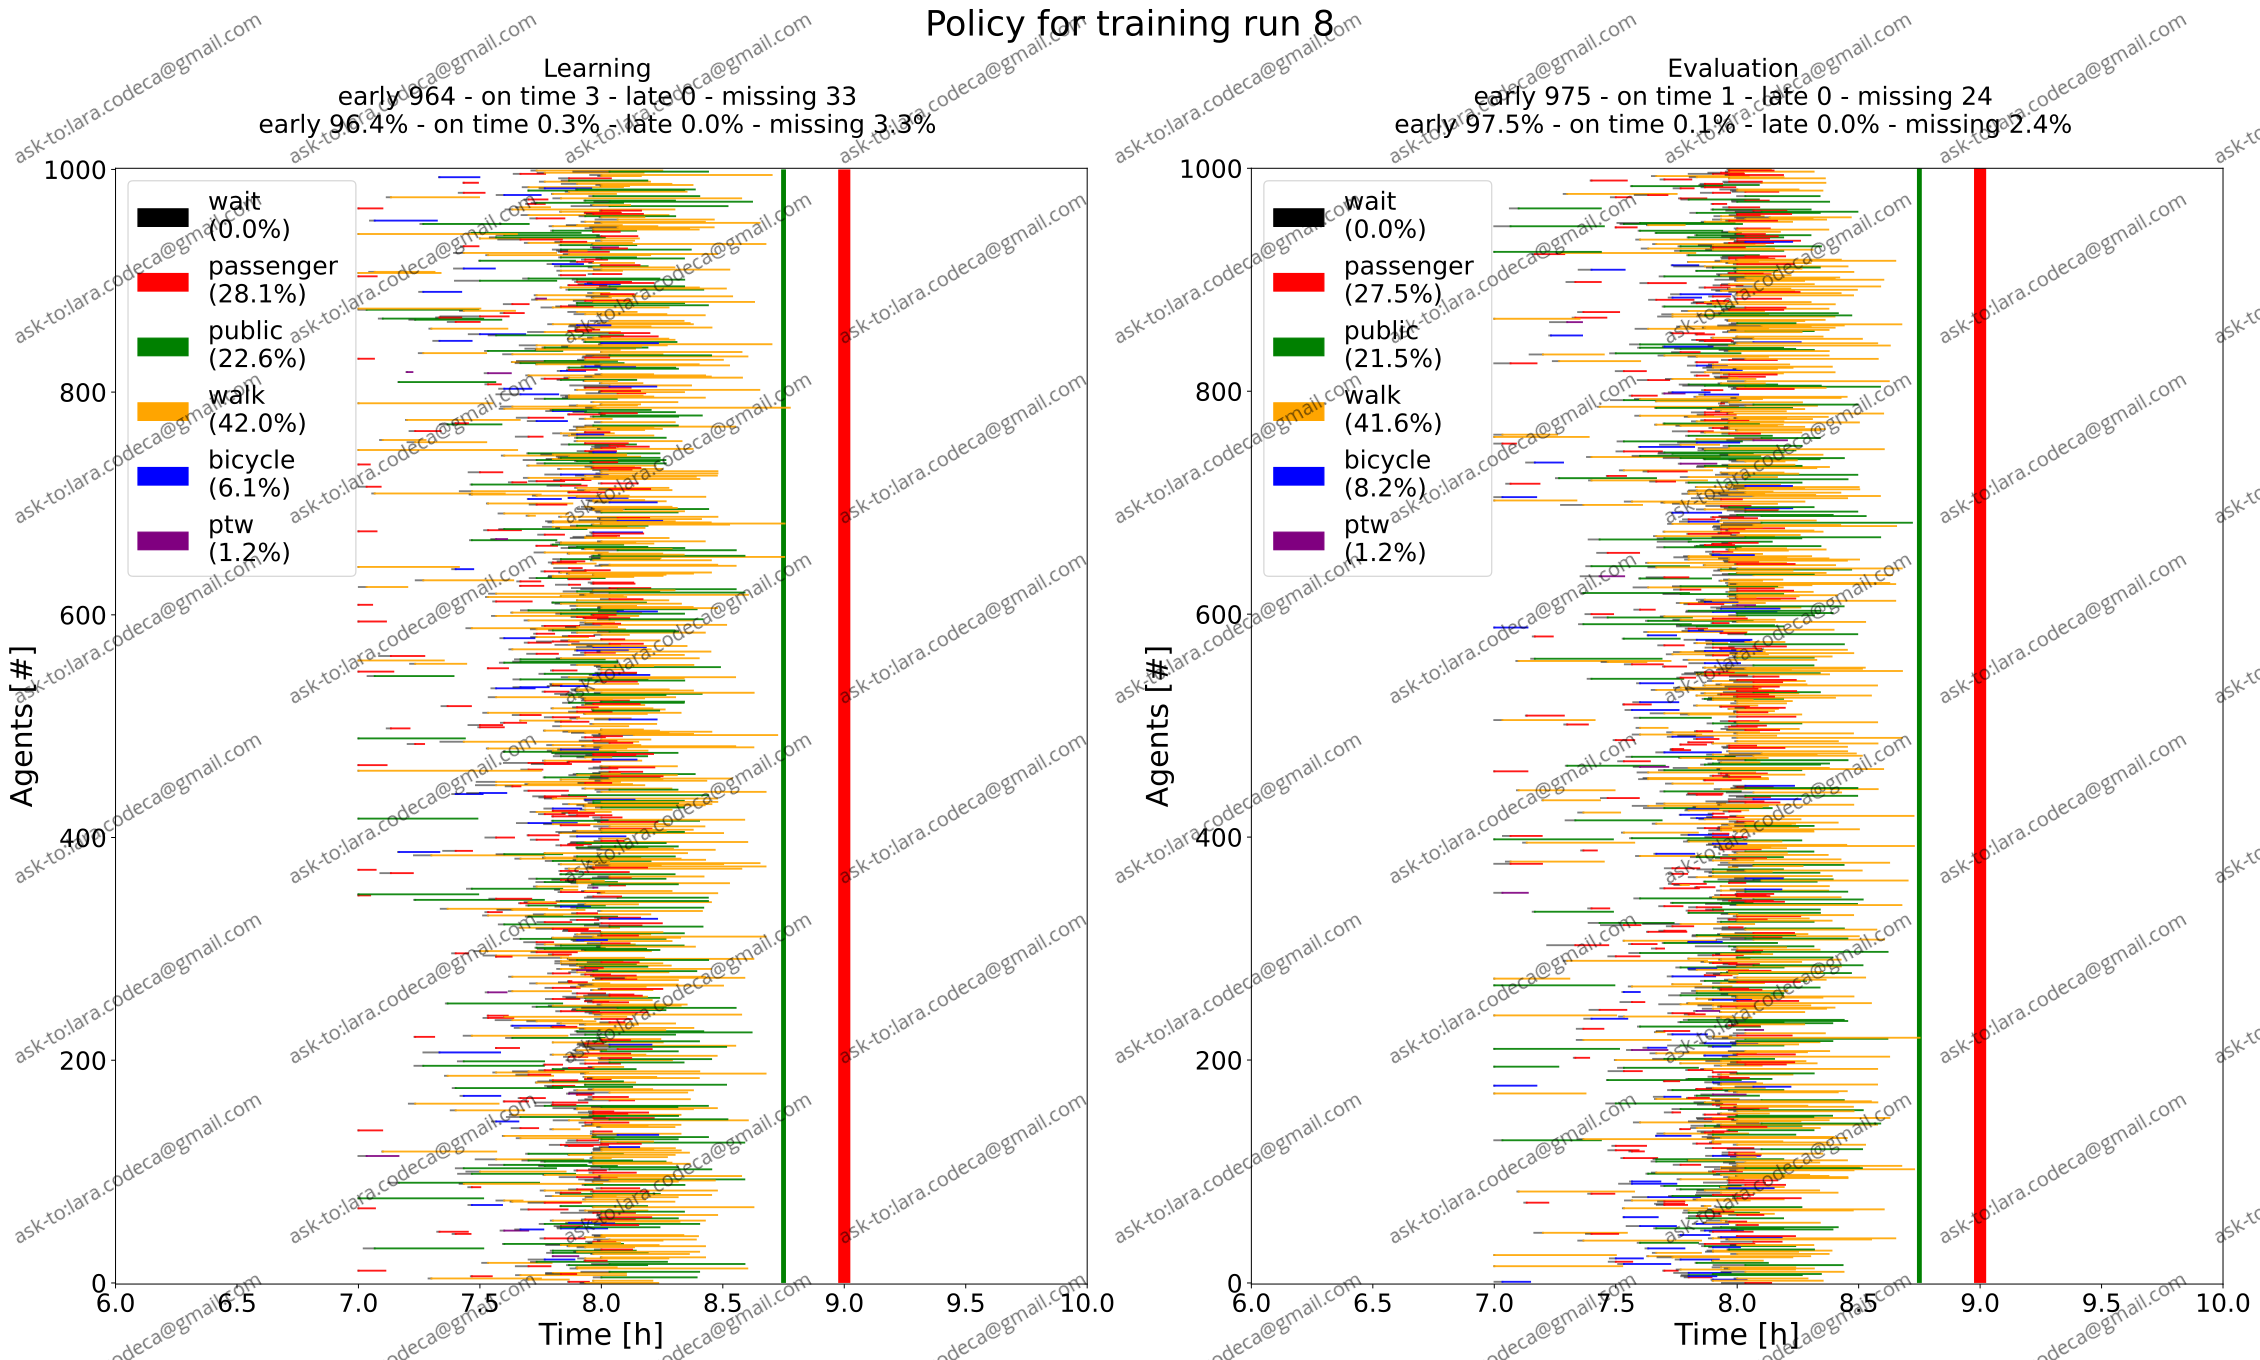 Policy for training run 8
Learning
early 964 - on time 3 - late 0 - missing 33
early 96.4% - on time 0.3% - late 0.0% - missing 3.3%
Agents [#]
1000
800
600
400
200
0
wait
(0.0%)
passenger
(28.1%)
public
(22.6%)
walk
(42.0%)
bicycle
(6.1%)
ptw
(1.2%)
6.0 6.5 7.0 7.5 8.0 8.5 9.0 9.5 10.0
Time [h]
Evaluation
early 975 - on time 1 - late 0 - missing 24
early 97.5% - on time 0.1% - late 0.0% - missing 2.4%
Agents [#]
1000
800
600
400
200
0
wait
(0.0%)
passenger
(27.5%)
public
(21.5%)
walk
(41.6%)
bicycle
(8.2%)
ptw
(1.2%)
6.0 6.5 7.0 7.5 8.0 8.5 9.0 9.5 10.0
Time [h]
ask-to:lara.codeca@gmail.com